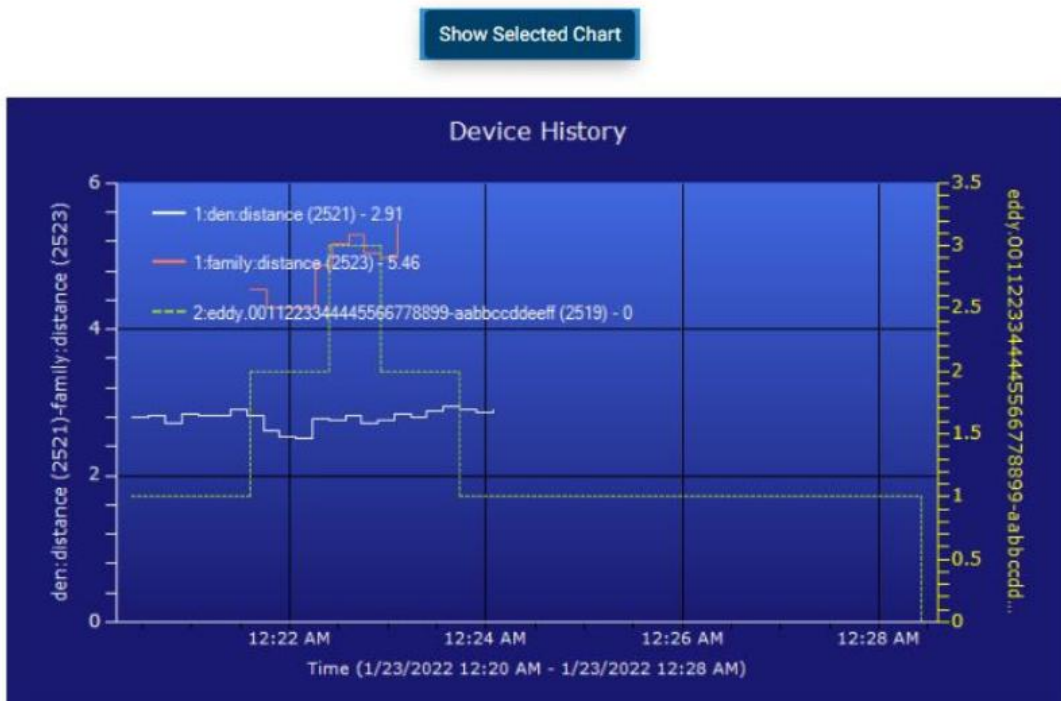 Show Selected Chart
Device History
den:distance (2521)-family:distance (2523)
6
4
2
0
1:den:distance (2521) - 2.91
1:family:distance (2523) - 5.46
2:eddy.0011223344445566778899-aabbccddeeff (2519) - 0
3.5
3
2.5
2
1.5
1
0.5
0
eddy.0011223344445566778899-aabbccdd...
12:22 AM
12:24 AM
12:26 AM
12:28 AM
Time (1/23/2022 12:20 AM - 1/23/2022 12:28 AM)